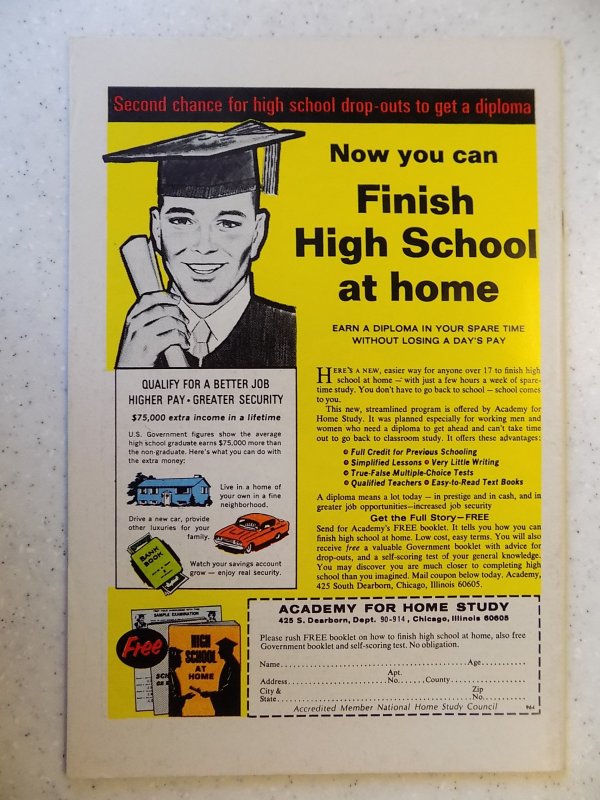 Second chance for high school drop-outs to get a diploma
Now you can
Finish
High School
at home
EARN A DIPLOMA IN YOUR SPARE TIME
WITHOUT LOSING A DAY'S PAY
QUALIFY FOR A BETTER JOB
HIGHER PAY • GREATER SECURITY
$75,000 extra income in a lifetime
U.S. Government figures show the average
high school graduate earns $75,000 more than
the non-graduate. Here's what you can do with
the extra money:
Live in a home of
your own in a fine
neighborhood.
Drive a new car, provide
other luxuries for your
family.
BANK
BOOK
Watch your savings account
grow — enjoy real security.
HERE'S A NEW, easier way for anyone over 17 to finish high
school at home — with just a few hours a week of spare-
time study. You don't have to go back to school — school comes
to you.
This new, streamlined program is offered by Academy for
Home Study. It was planned especially for working men and
women who need a diploma to get ahead and can't take time
out to go back to classroom study. It offers these advantages:
Full Credit for Previous Schooling
Simplified Lessons Very Little Writing
True-False Multiple-Choice Tests
Qualified Teachers Easy-to-Read Text Books
A diploma means a lot today — in prestige and in cash, and in
greater job opportunities—increased job security
Get the Full Story—FREE
Send for Academy's FREE booklet. It tells you how you can
finish high school at home. Low cost, easy terms. You will also
receive free a valuable Government booklet with advice for
drop-outs, and a self-scoring test of your general knowledge.
You may discover you are much closer to completing high
school than you imagined. Mail coupon below today. Academy,
425 South Dearborn, Chicago, Illinois 60605.
SAMPLE EXAMINATION
Free
HIGH
SCHOOL
AT
HOME
ACADEMY FOR HOME STUDY
425 S. Dearborn, Dept. 90-914, Chicago, Illinois 60605
Please rush FREE booklet on how to finish high school at home, also free
Government booklet and self-scoring test. No obligation.
Name Age
Address Apt. No. County
City & State Zip No.
Accredited Member National Home Study Council